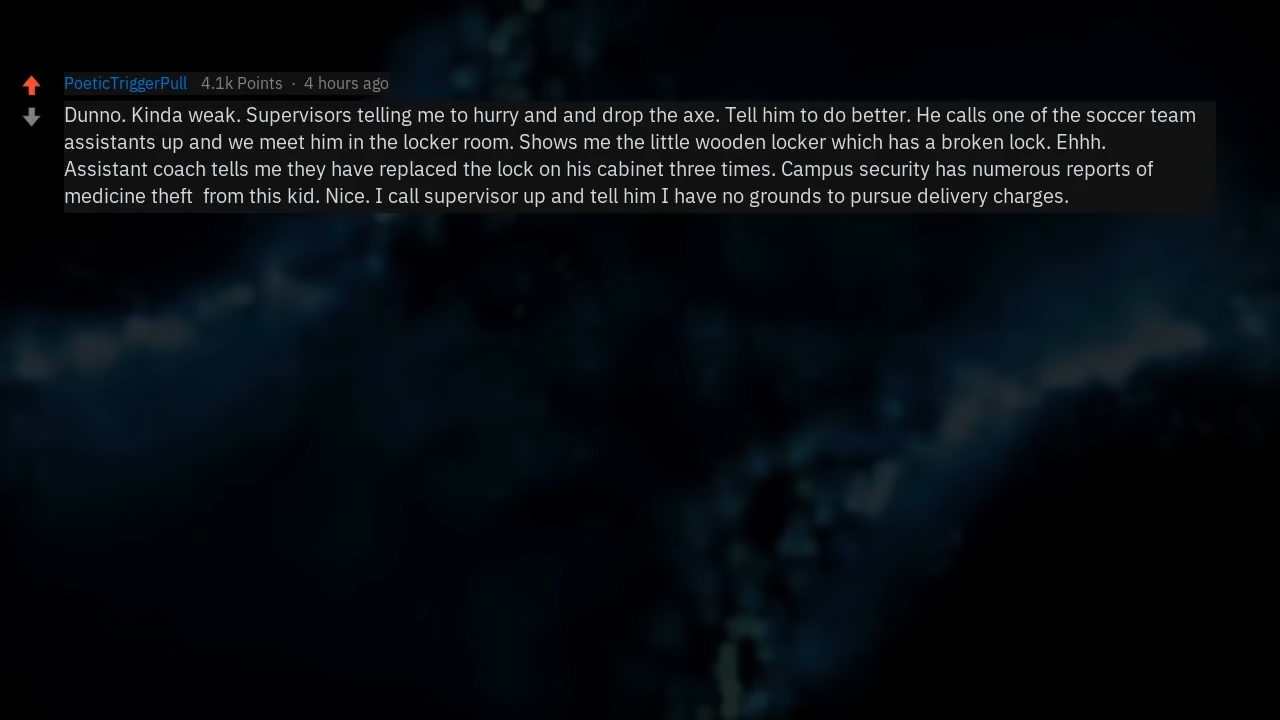 PoeticTriggerPull 4.1k Points · 4 hours ago
Dunno. Kinda weak. Supervisors telling me to hurry and and drop the axe. Tell him to do better. He calls one of the soccer team
assistants up and we meet him in the locker room. Shows me the little wooden locker which has a broken lock. Ehhh.
Assistant coach tells me they have replaced the lock on his cabinet three times. Campus security has numerous reports of
medicine theft  from this kid. Nice. I call supervisor up and tell him I have no grounds to pursue delivery charges.